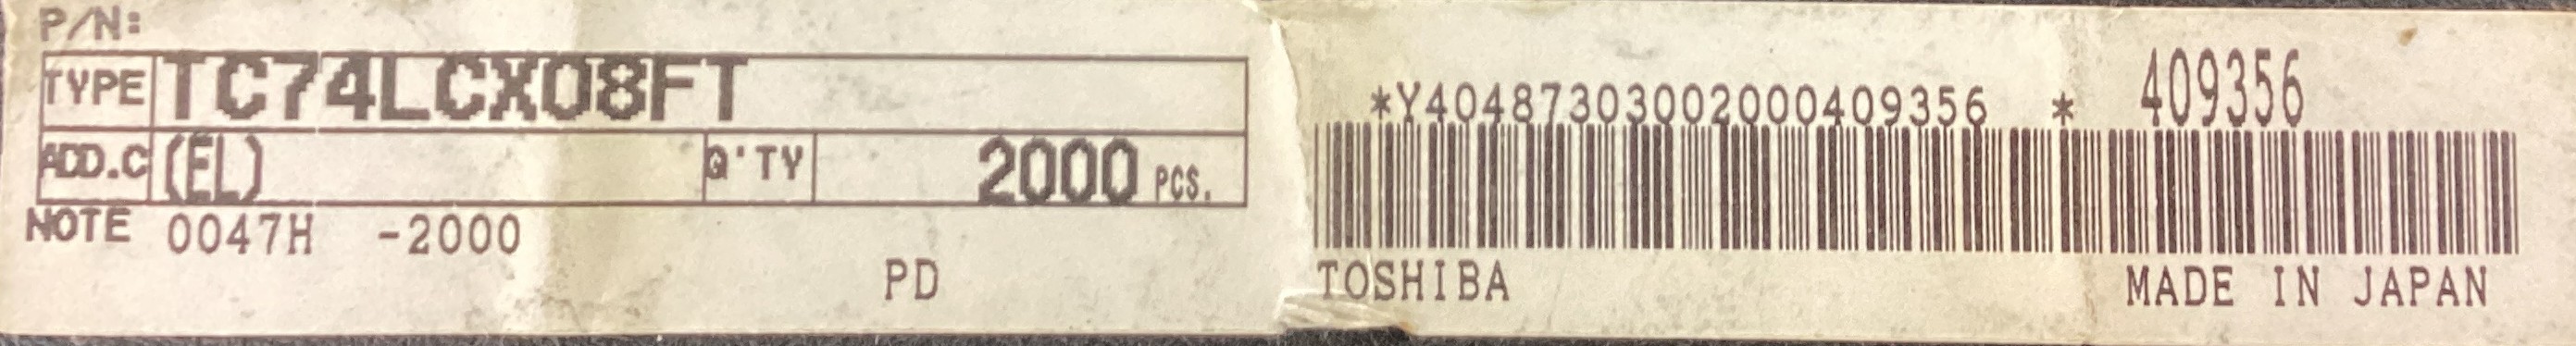 P/N:
TYPE TC74LCX08FT
ADD.C (EL) Q'TY 2000 PCS.
NOTE 0047H -2000
PD
*Y40487303002000409356 * 409356
TOSHIBA MADE IN JAPAN